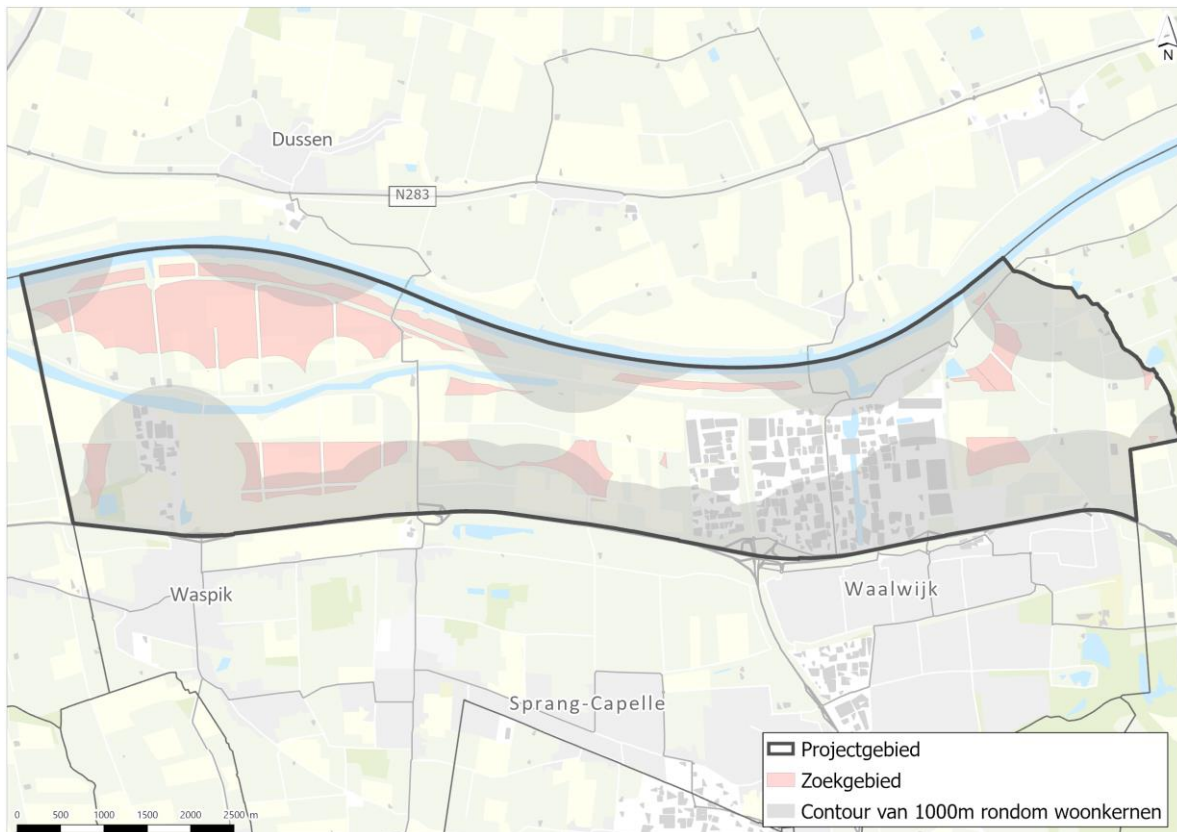 N
Dussen
N283
Waspik
Waalwijk
Sprang-Capelle
Projectgebied
Zoekgebied
Contour van 1000m rondom woonkernen
0 500 1000 1500 2000 2500 m